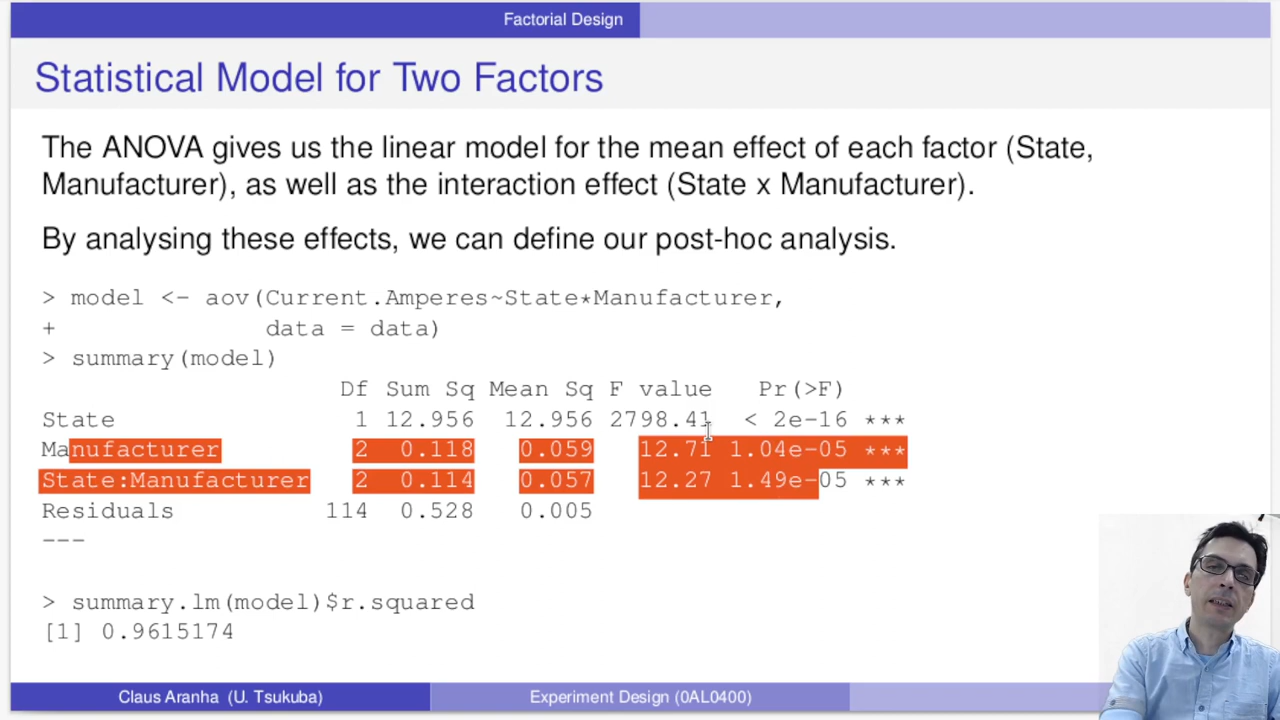 Factorial Design
Statistical Model for Two Factors
The ANOVA gives us the linear model for the mean effect of each factor (State,
Manufacturer), as well as the interaction effect (State x Manufacturer).
By analysing these effects, we can define our post-hoc analysis.
> model <- aov(Current.Amperes~State*Manufacturer,
+ data = data)
> summary(model)
Df Sum Sq Mean Sq F value Pr(>F)
State 1 12.956 12.956 2798.41 < 2e-16 ***
Manufacturer 2 0.118 0.059 12.71 1.04e-05 ***
State:Manufacturer 2 0.114 0.057 12.27 1.49e-05 ***
Residuals 114 0.528 0.005
---
> summary.lm(model)$r.squared
[1] 0.9615174
Claus Aranha (U. Tsukuba) Experiment Design (0AL0400)